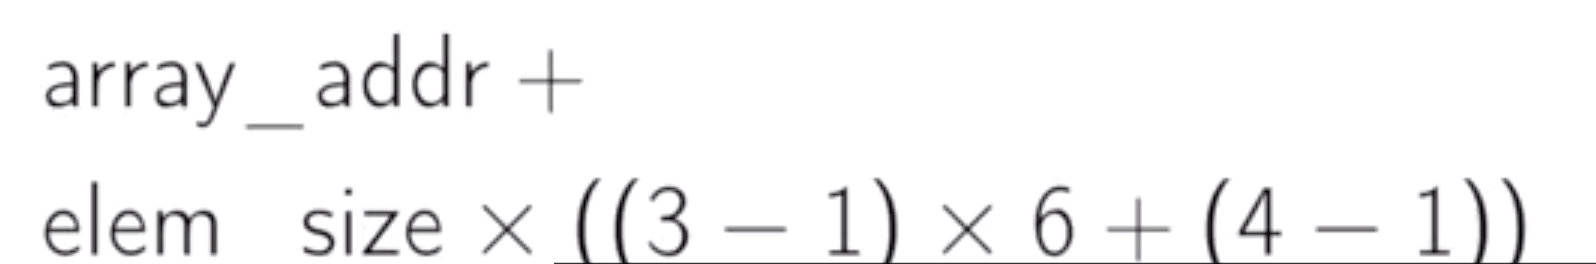 array_addr +
elem size × ((3 − 1) × 6 + (4 − 1))